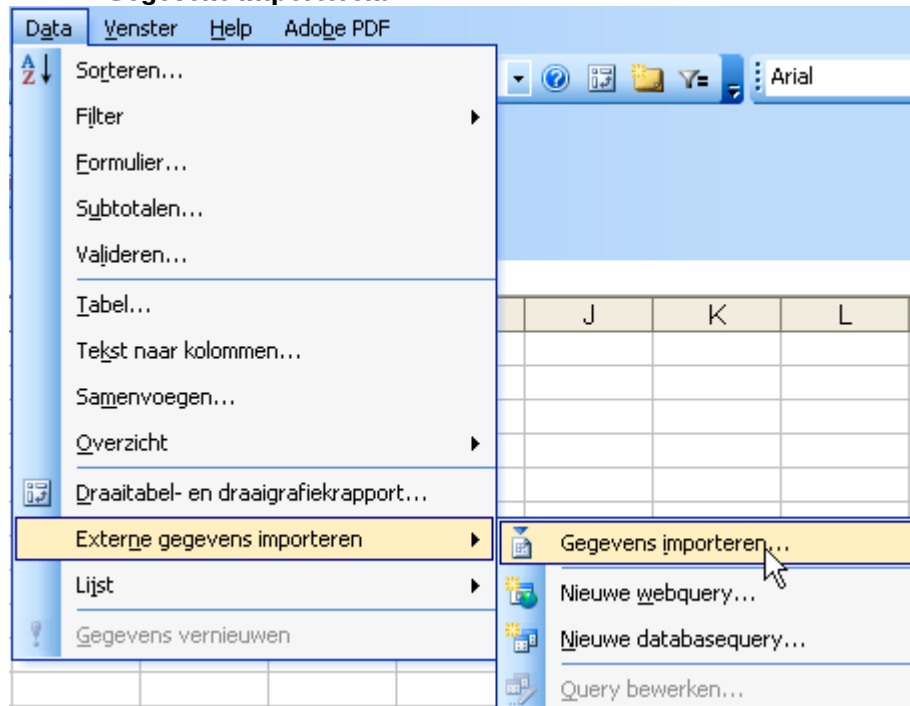 Data Venster Help Adobe PDF
Sorteren...
Arial
Filter
Formulier...
Subtotalen...
Valideren...
Tabel...
J K L
Tekst naar kolommen...
Samenvoegen...
Overzicht
Draaitabel- en draaigrafiekrapport...
Externe gegevens importeren
Gegevens importeren...
Lijst
Nieuwe webquery...
Gegevens vernieuwen
Nieuwe databasequery...
Query bewerken...